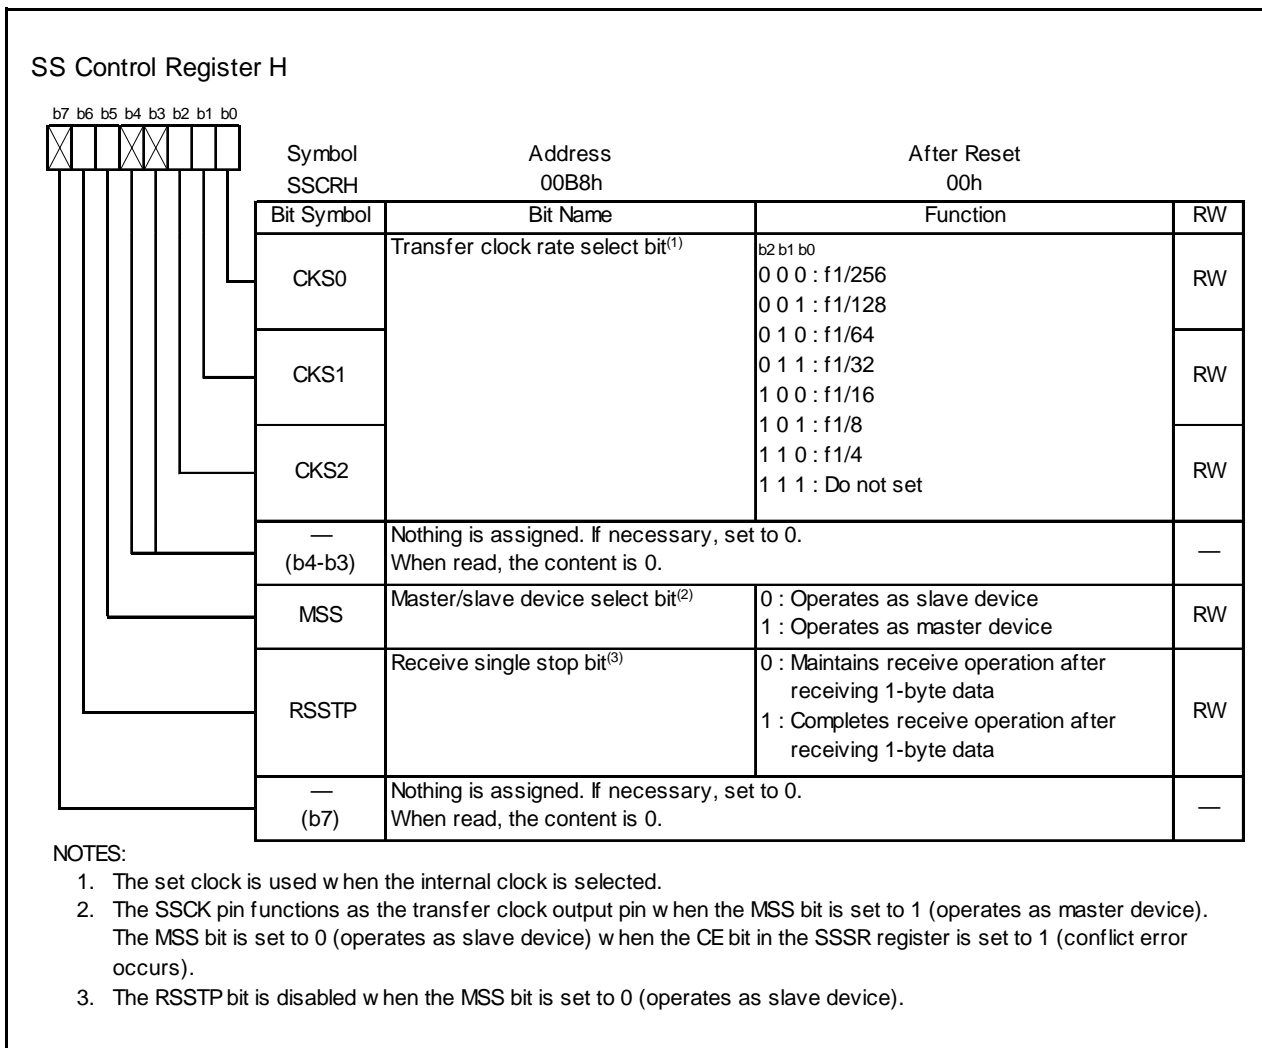 SS Control Register H
b7 b6 b5 b4 b3 b2 b1 b0
Symbol Address After Reset
SSCRH 00B8h 00h
Bit Symbol Bit Name Function RW
CKS0 Transfer clock rate select bit(1) b2 b1 b0 RW
0 0 0 : f1/256
0 0 1 : f1/128
0 1 0 : f1/64
CKS1 0 1 1 : f1/32 RW
1 0 0 : f1/16
1 0 1 : f1/8
CKS2 1 1 0 : f1/4 RW
1 1 1 : Do not set
— Nothing is assigned. If necessary, set to 0. —
(b4-b3) When read, the content is 0.
MSS Master/slave device select bit(2) 0 : Operates as slave device RW
1 : Operates as master device
RSSTP Receive single stop bit(3) 0 : Maintains receive operation after RW
receiving 1-byte data
1 : Completes receive operation after
receiving 1-byte data
— Nothing is assigned. If necessary, set to 0. —
(b7) When read, the content is 0.
NOTES:
1. The set clock is used when the internal clock is selected.
2. The SSCK pin functions as the transfer clock output pin when the MSS bit is set to 1 (operates as master device).
The MSS bit is set to 0 (operates as slave device) when the CE bit in the SSSR register is set to 1 (conflict error
occurs).
3. The RSSTP bit is disabled when the MSS bit is set to 0 (operates as slave device).